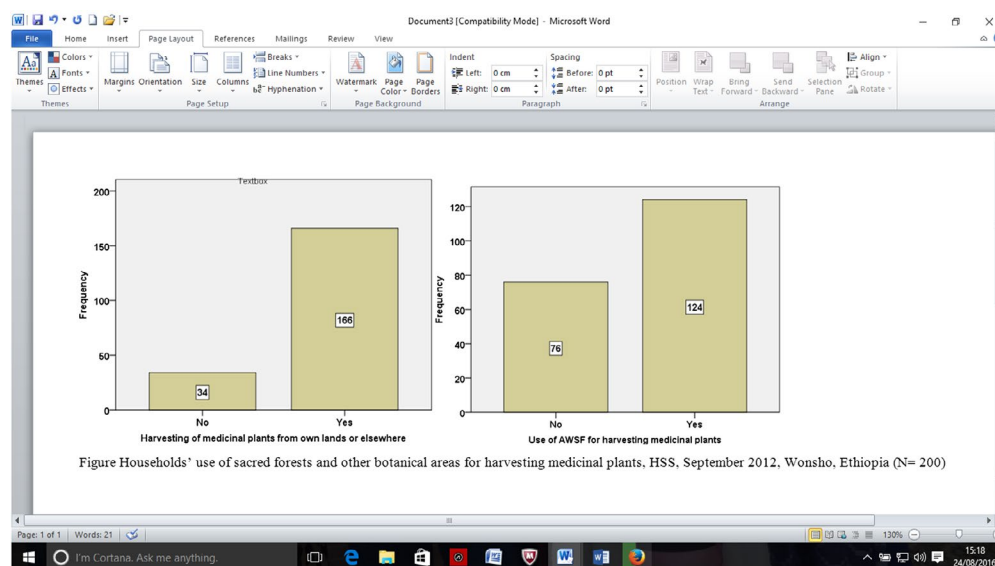 Document3 [Compatibility Mode] - Microsoft Word
File Home Insert Page Layout References Mailings Review View
Themes Colors Fonts Effects Margins Orientation Size Columns Breaks Line Numbers Hyphenation Watermark Page Color Page Borders Indent Left: 0 cm Right: 0 cm Spacing Before: 0 pt After: 0 pt Position Wrap Text Bring Forward Send Backward Selection Pane Align Group Rotate
Themes Page Setup Page Background Paragraph Arrange
Textbox
200
150
100
50
0
Frequency
34
166
No Yes
Harvesting of medicinal plants from own lands or elsewhere
120
100
80
60
40
20
0
Frequency
76
124
No Yes
Use of AWSF for harvesting medicinal plants
Figure Households’ use of sacred forests and other botanical areas for harvesting medicinal plants, HSS, September 2012, Wonsho, Ethiopia (N= 200)
Page: 1 of 1 Words: 21 130%
I'm Cortana. Ask me anything. 15:18
24/08/2016